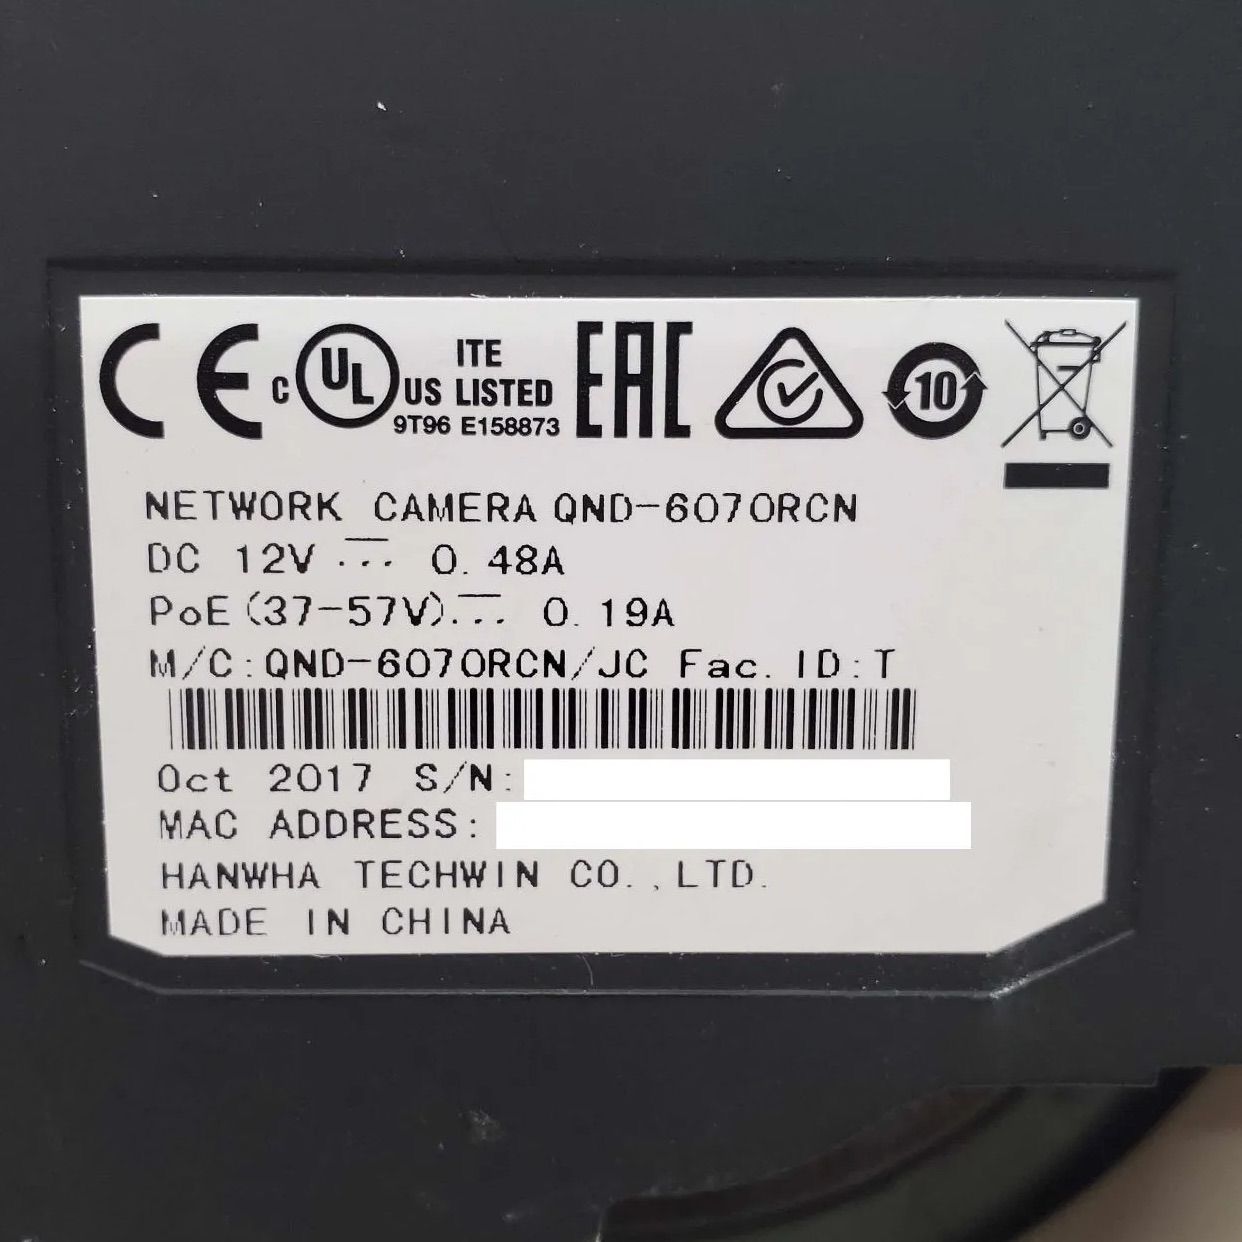 CE c UL US ITE LISTED 9T96 E158873 EAC 10
NETWORK CAMERA QND-6070RCN
DC 12V ⎓ 0.48A
PoE(37-57V)⎓ 0.19A
M/C:QND-6070RCN/JC Fac. ID:T
Oct 2017 S/N:
MAC ADDRESS:
HANWHA TECHWIN CO.,LTD.
MADE IN CHINA